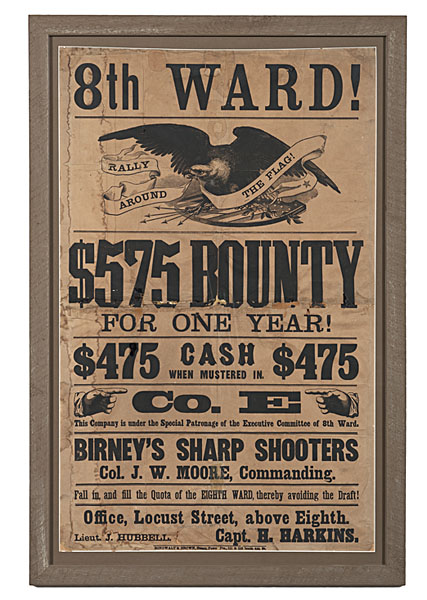 8th WARD!
RALLY AROUND THE FLAG!
$575 BOUNTY
FOR ONE YEAR!
$475 CASH WHEN MUSTERED IN. $475
Co. E
This Company is under the Special Patronage of the Executive Committee of 8th Ward.
BIRNEY'S SHARP SHOOTERS
Col. J. W. MOORE, Commanding.
Fall in, and fill the Quota of the EIGHTH WARD, thereby avoiding the Draft!
Office, Locust Street, above Eighth.
Lieut. J. HUBBELL. Capt. H. HARKINS.